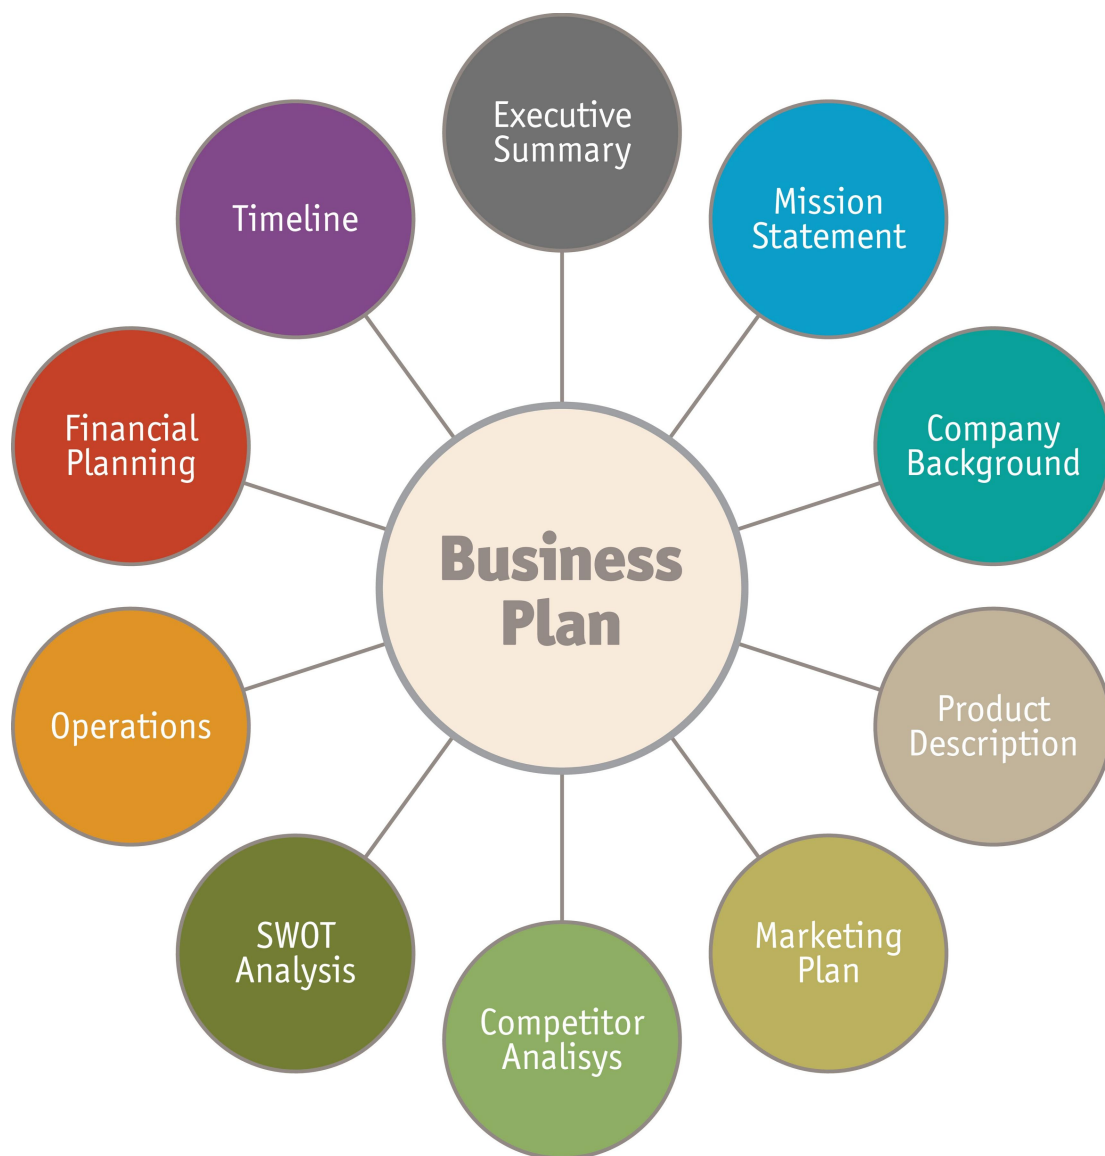 Executive
Summary
Mission
Statement
Company
Background
Product
Description
Marketing
Plan
Competitor
Analisys
SWOT
Analysis
Operations
Financial
Planning
Timeline
Business
Plan